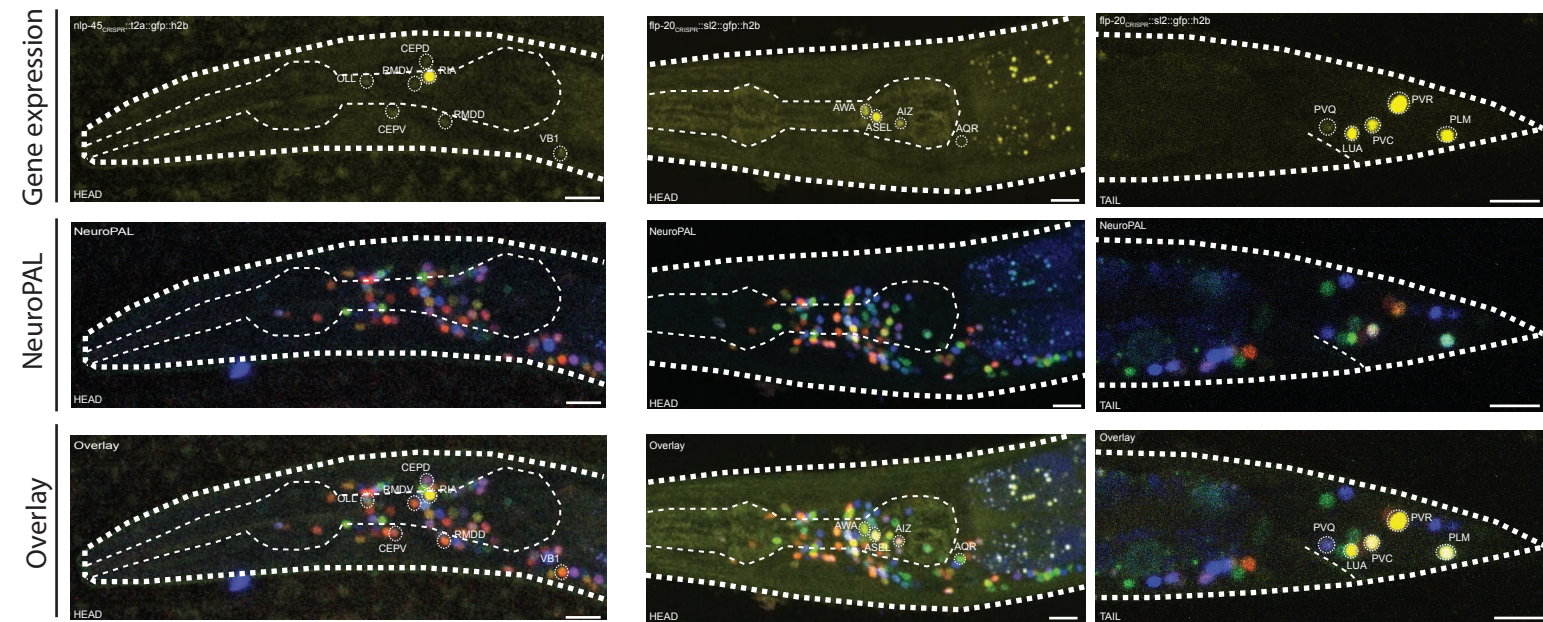 Gene expression
nlp-45CRISPR::t2a::gfp::h2b
CEPD
OLL
RMDV
RIA
CEPV
RMDD
VB1
HEAD
flp-20CRISPR::sl2::gfp::h2b
AWA
ASEL
AIZ
AQR
HEAD
flp-20CRISPR::sl2::gfp::h2b
PVQ
LUA
PVC
PVR
PLM
TAIL
NeuroPAL
NeuroPAL
HEAD
NeuroPAL
HEAD
NeuroPAL
TAIL
Overlay
Overlay
CEPD
OLL
RMDV
RIA
CEPV
RMDD
VB1
HEAD
Overlay
AWA
ASEL
AIZ
AQR
HEAD
Overlay
PVQ
LUA
PVC
PVR
PLM
TAIL